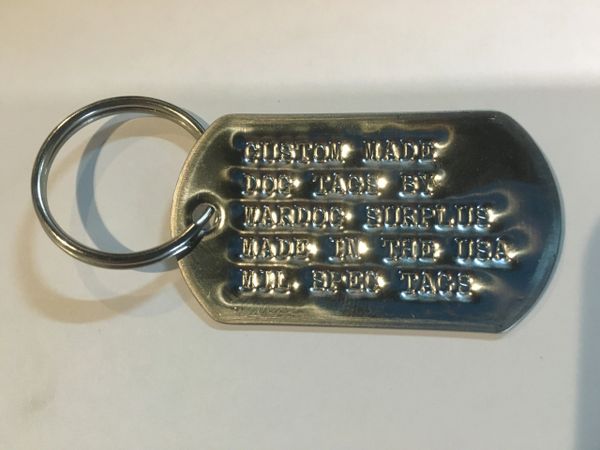 CUSTOM MADE
DOG TAGS BY
WARDOG SURPLUS
MADE IN THE USA
MIL SPEC TAGS